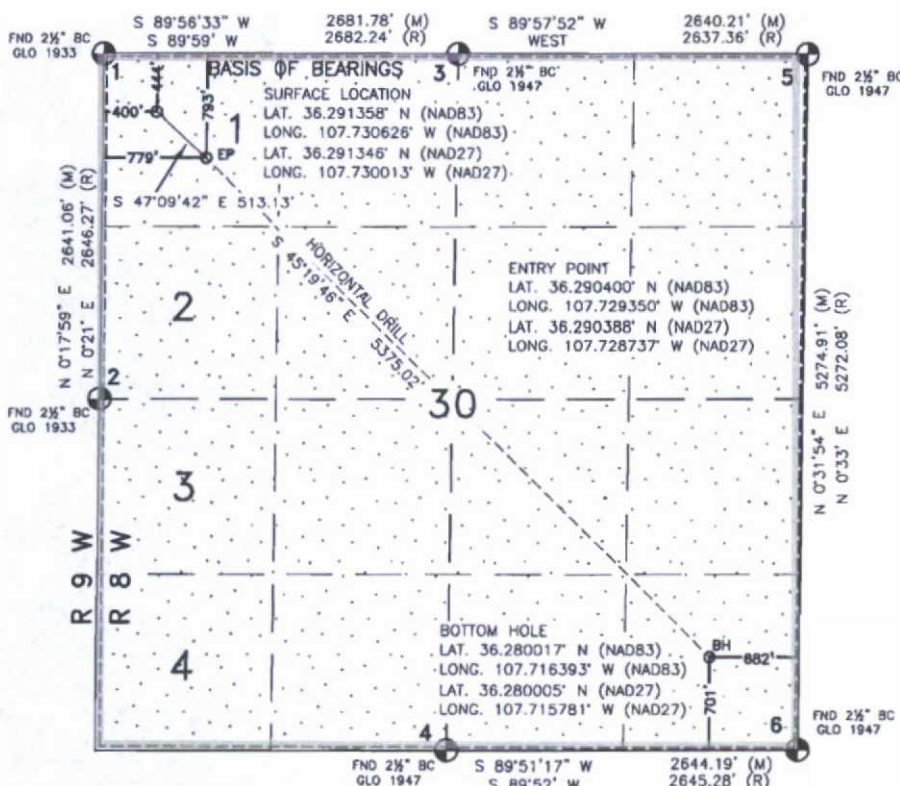 S 89°56'33" W 2681.78' (M) S 89°57'52" W 2640.21' (M)
S 89°59' W 2682.24' (R) WEST 2637.36' (R)
FND 2½" BC
GLO 1933
1
BASIS OF BEARINGS
3
FND 2½" BC
GLO 1947
5
FND 2½" BC
GLO 1947
444'
400'
793'
1
779'
EP
SURFACE LOCATION
LAT. 36.291358° N (NAD83)
LONG. 107.730626° W (NAD83)
LAT. 36.291346° N (NAD27)
LONG. 107.730013° W (NAD27)
S 47°09'42" E 513.13'
N 0°17'59" E 2641.06' (M)
N 0°21' E 2646.27' (R)
HORIZONTAL DRILL
S 45°19'46" E 5375.02'
ENTRY POINT
LAT. 36.290400° N (NAD83)
LONG. 107.729350° W (NAD83)
LAT. 36.290388° N (NAD27)
LONG. 107.728737° W (NAD27)
2
2
FND 2½" BC
GLO 1933
30
N 0°31'54" E 5274.91' (M)
N 0°33' E 5272.08' (R)
3
R 9 W
R 8 W
4
BOTTOM HOLE
LAT. 36.280017° N (NAD83)
LONG. 107.716393° W (NAD83)
LAT. 36.280005° N (NAD27)
LONG. 107.715781° W (NAD27)
BH
882'
701'
4
6
FND 2½" BC
GLO 1947
FND 2½" BC
GLO 1947
S 89°51'17" W 2644.19' (M)
S 89°52' W 2645.28' (R)